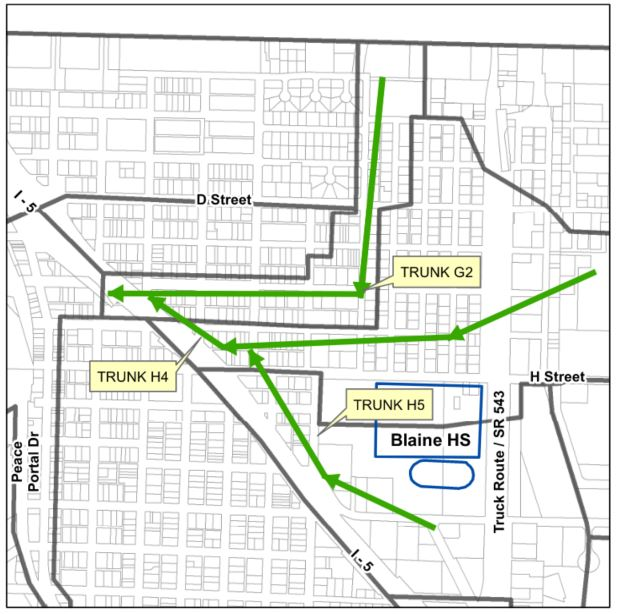 I - 5
D Street
TRUNK G2
TRUNK H4
H Street
TRUNK H5
Blaine HS
Peace
Portal Dr
Truck Route / SR 543
I - 5